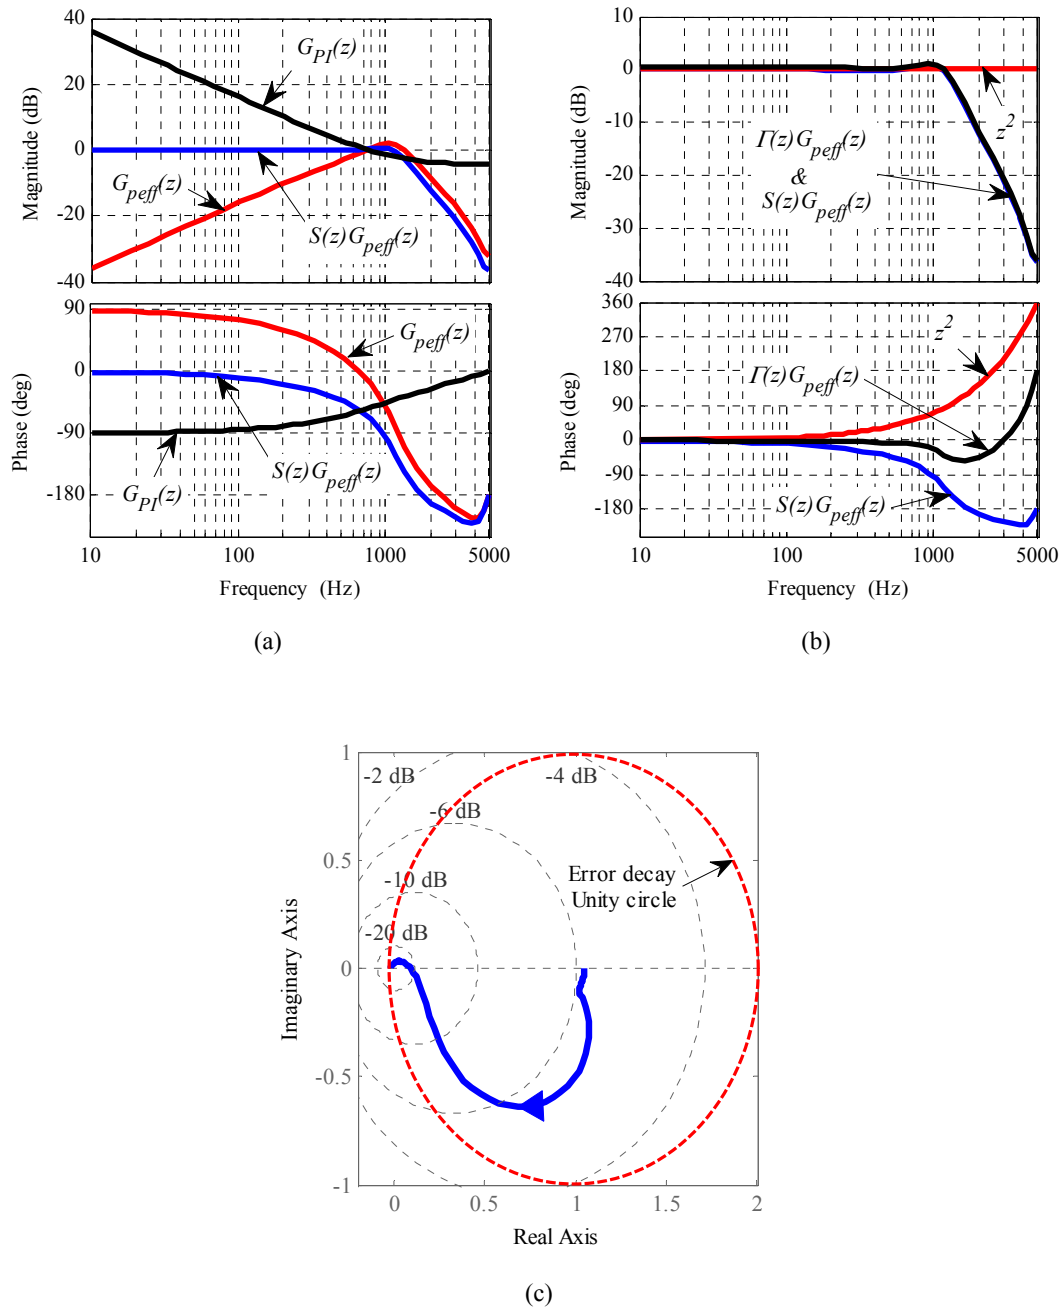 40
20
0
-20
-40
Magnitude (dB)
G_PI(z)
G_peff(z)
S(z)G_peff(z)
90
0
-90
-180
Phase (deg)
G_peff(z)
S(z)G_peff(z)
G_PI(z)
10 100 1000 5000
Frequency (Hz)
(a)
10
0
-10
-20
-30
-40
Magnitude (dB)
z^2
Γ(z)G_peff(z)
&
S(z)G_peff(z)
360
270
180
90
0
-90
-180
Phase (deg)
z^2
Γ(z)G_peff(z)
S(z)G_peff(z)
10 100 1000 5000
Frequency (Hz)
(b)
1
0.5
0
-0.5
-1
Imaginary Axis
-2 dB
-4 dB
-6 dB
-10 dB
-20 dB
Error decay
Unity circle
0 0.5 1 1.5 2
Real Axis
(c)